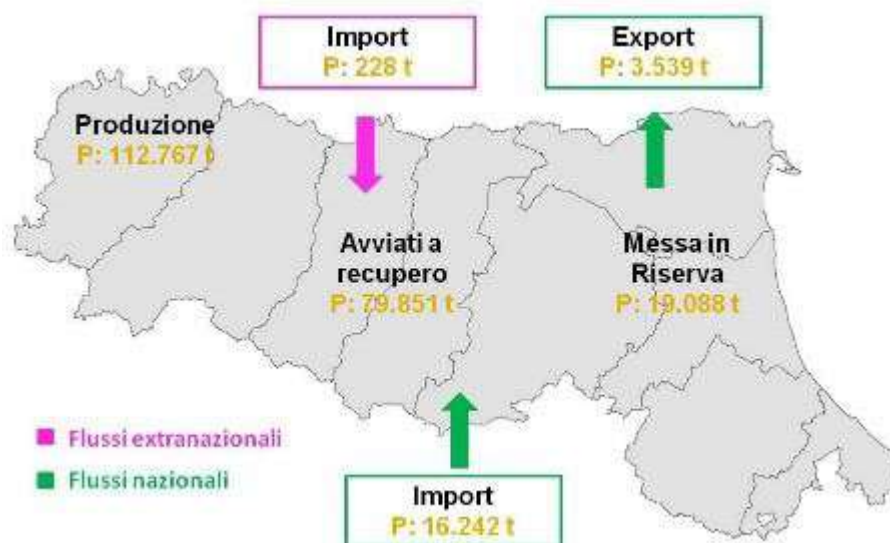 Import
P: 228 t
Export
P: 3.539 t
Produzione
P: 112.767 t
Avviati a
recupero
P: 79.851 t
Messa in
Riserva
P: 19.088 t
Flussi extranazionali
Flussi nazionali
Import
P: 16.242 t